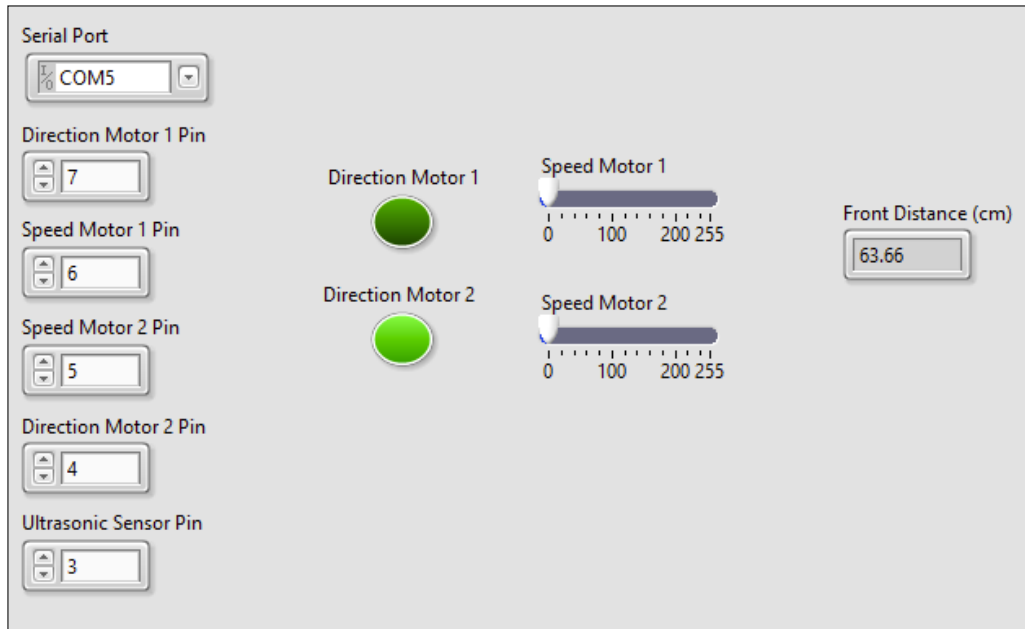 Serial Port
I/O COM5
Direction Motor 1 Pin
7
Speed Motor 1 Pin
6
Speed Motor 2 Pin
5
Direction Motor 2 Pin
4
Ultrasonic Sensor Pin
3
Direction Motor 1
Direction Motor 2
Speed Motor 1
0 100 200 255
Speed Motor 2
0 100 200 255
Front Distance (cm)
63.66